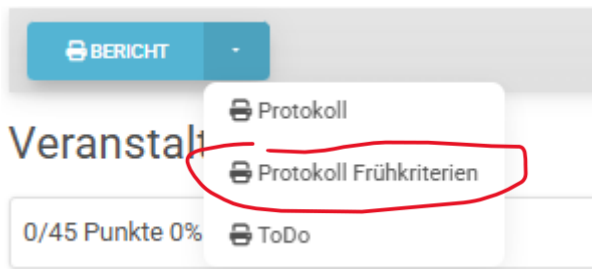 BERICHT
Protokoll
Veranstalt
Protokoll Frühkriterien
0/45 Punkte 0%
ToDo